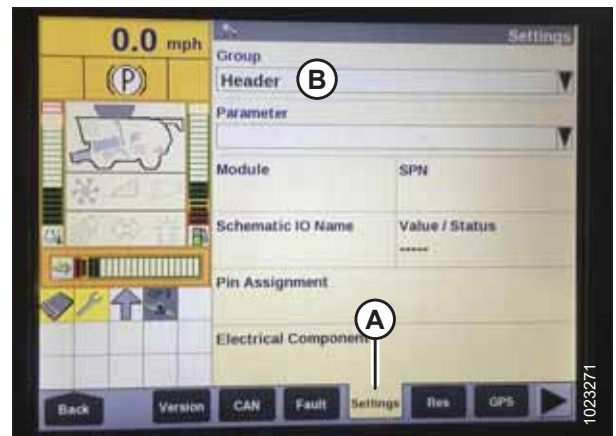 0.0 mph
(P)
Settings
Group
Header
B
Parameter
Module
SPN
Schematic IO Name
Value / Status
-----
Pin Assignment
A
Electrical Component
Back
Version
CAN
Fault
Settings
Res
GPS
1023271